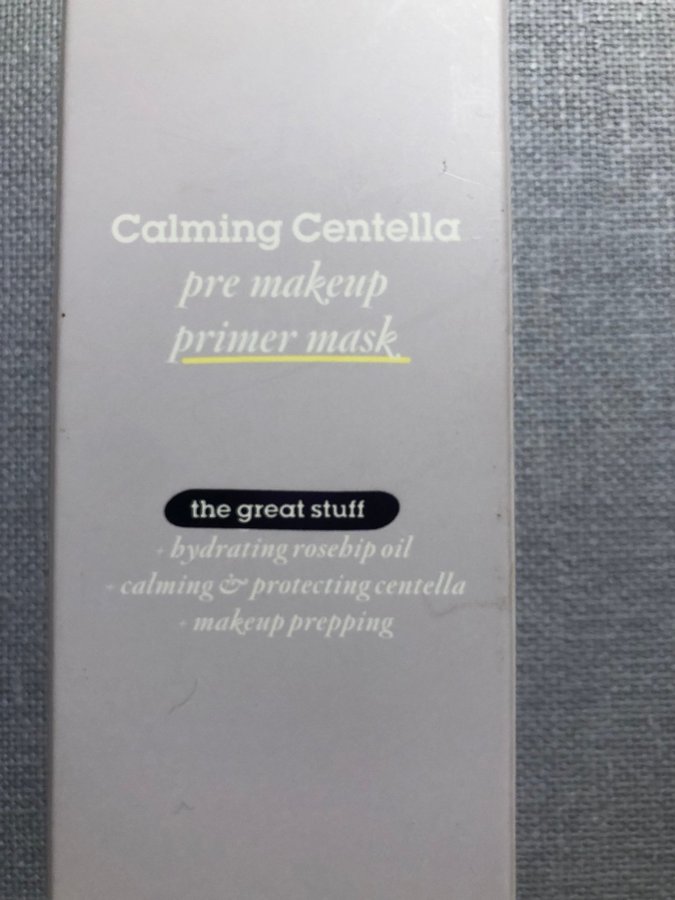 Calming Centella
pre makeup
primer mask
the great stuff
+ hydrating rosehip oil
+ calming & protecting centella
+ makeup prepping